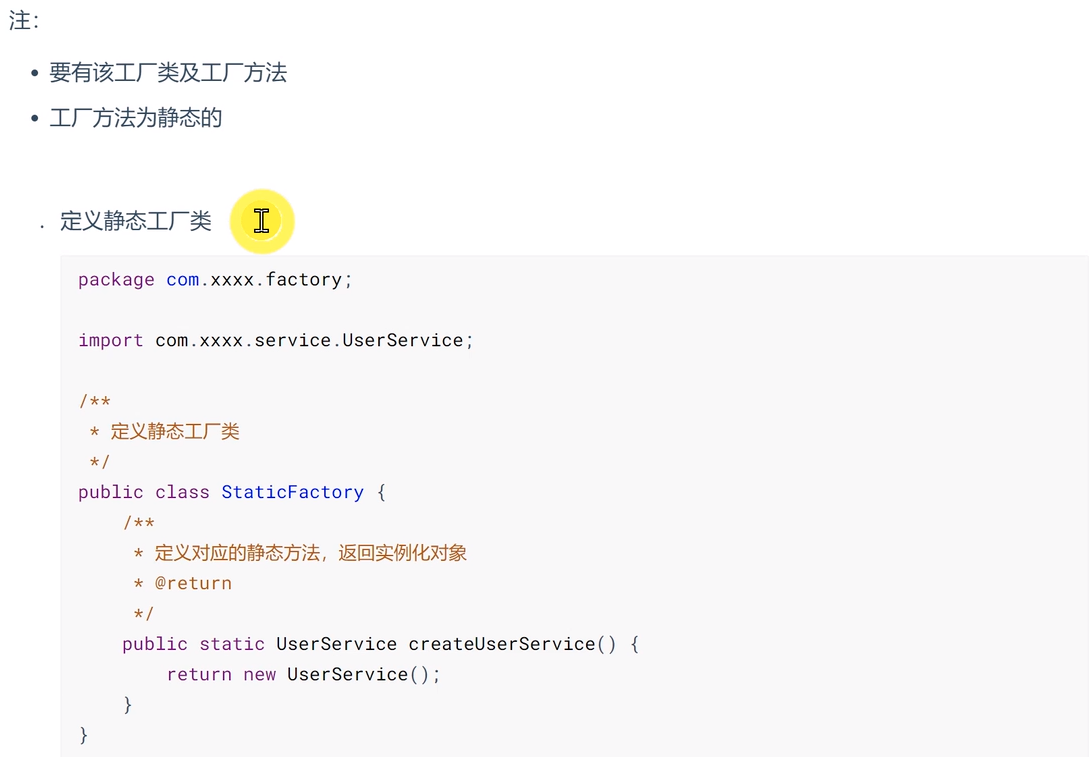 注：
• 要有该工厂类及工厂方法
• 工厂方法为静态的
. 定义静态工厂类
package com.xxxx.factory;
import com.xxxx.service.UserService;
/**
 * 定义静态工厂类
 */
public class StaticFactory {
    /**
     * 定义对应的静态方法，返回实例化对象
     * @return
     */
    public static UserService createUserService() {
        return new UserService();
    }
}